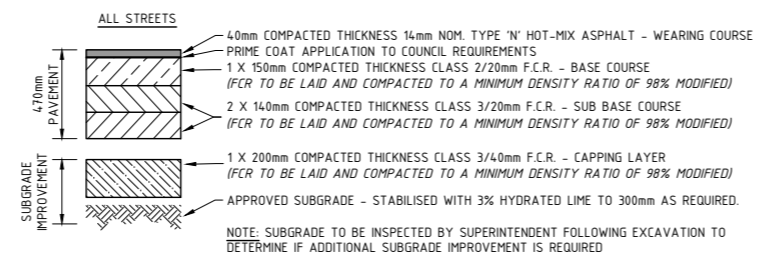 ALL STREETS
40mm COMPACTED THICKNESS 14mm NOM. TYPE 'N' HOT-MIX ASPHALT - WEARING COURSE
PRIME COAT APPLICATION TO COUNCIL REQUIREMENTS
1 X 150mm COMPACTED THICKNESS CLASS 2/20mm F.C.R. - BASE COURSE
(FCR TO BE LAID AND COMPACTED TO A MINIMUM DENSITY RATIO OF 98% MODIFIED)
470mm
PAVEMENT
2 X 140mm COMPACTED THICKNESS CLASS 3/20mm F.C.R. - SUB BASE COURSE
(FCR TO BE LAID AND COMPACTED TO A MINIMUM DENSITY RATIO OF 98% MODIFIED)
1 X 200mm COMPACTED THICKNESS CLASS 3/40mm F.C.R. - CAPPING LAYER
(FCR TO BE LAID AND COMPACTED TO A MINIMUM DENSITY RATIO OF 98% MODIFIED)
SUBGRADE
IMPROVEMENT
APPROVED SUBGRADE - STABILISED WITH 3% HYDRATED LIME TO 300mm AS REQUIRED.
NOTE: SUBGRADE TO BE INSPECTED BY SUPERINTENDENT FOLLOWING EXCAVATION TO
DETERMINE IF ADDITIONAL SUBGRADE IMPROVEMENT IS REQUIRED